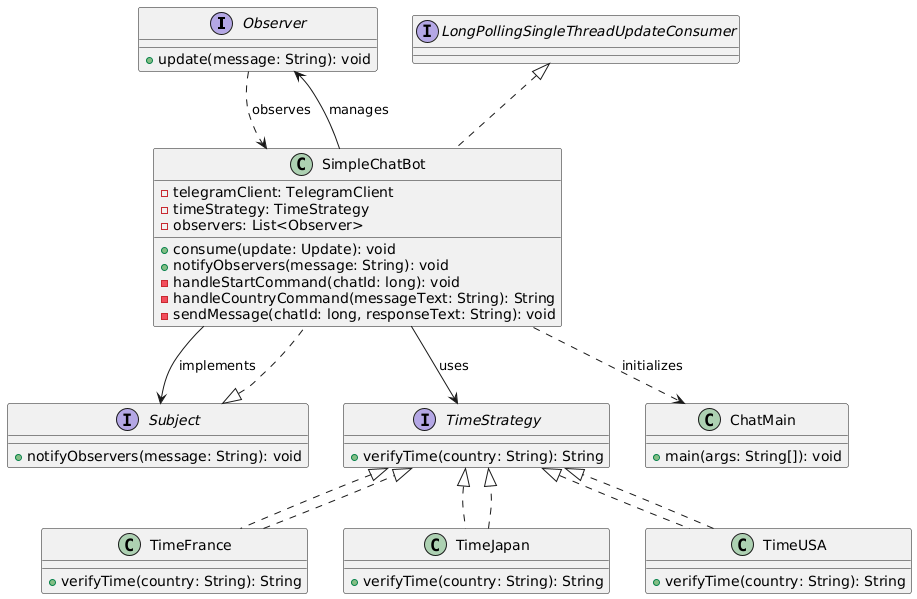 I Observer
update(message: String): void
I LongPollingSingleThreadUpdateConsumer
observes
manages
C SimpleChatBot
telegramClient: TelegramClient
timeStrategy: TimeStrategy
observers: List<Observer>
consume(update: Update): void
notifyObservers(message: String): void
handleStartCommand(chatId: long): void
handleCountryCommand(messageText: String): String
sendMessage(chatId: long, responseText: String): void
implements
uses
initializes
I Subject
notifyObservers(message: String): void
I TimeStrategy
verifyTime(country: String): String
C ChatMain
main(args: String[]): void
C TimeFrance
verifyTime(country: String): String
C TimeJapan
verifyTime(country: String): String
C TimeUSA
verifyTime(country: String): String